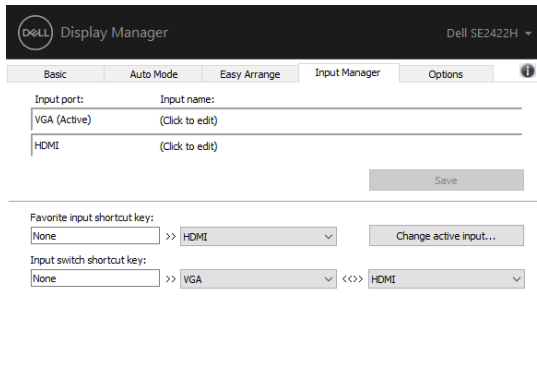 DELL Display Manager Dell SE2422H
Basic Auto Mode Easy Arrange Input Manager Options i
Input port: Input name:
VGA (Active) (Click to edit)
HDMI (Click to edit)
Save
Favorite input shortcut key:
None >> HDMI Change active input...
Input switch shortcut key:
None >> VGA <<>> HDMI